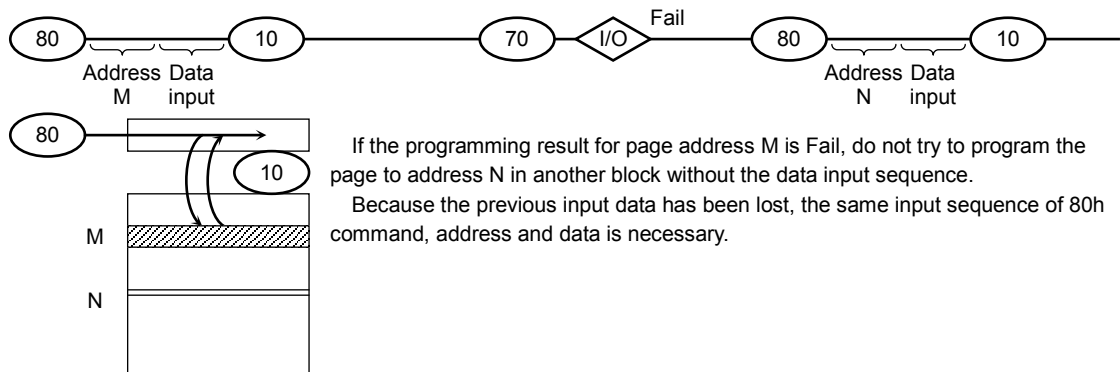 Fail
80 10 70 I/O 80 10
Address Data Address Data
M input N input
80
If the programming result for page address M is Fail, do not try to program the
page to address N in another block without the data input sequence.
10
Because the previous input data has been lost, the same input sequence of 80h
command, address and data is necessary.
M
N